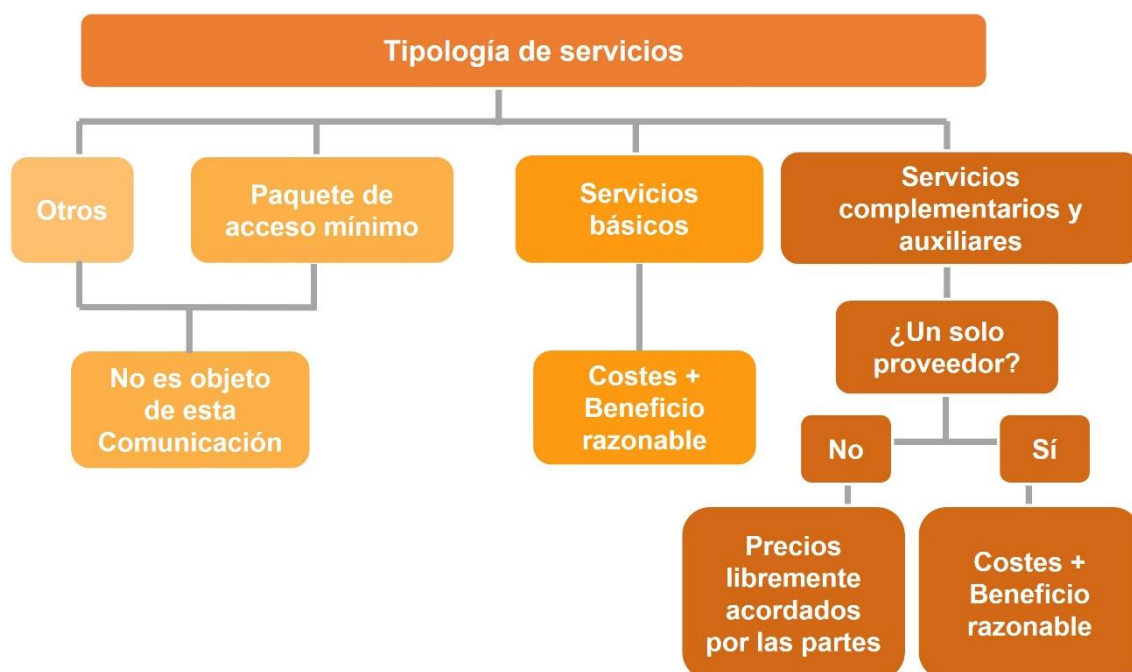 Tipología de servicios
Otros
Paquete de
acceso mínimo
Servicios
básicos
Servicios
complementarios y
auxiliares
No es objeto
de esta
Comunicación
Costes +
Beneficio
razonable
¿Un solo
proveedor?
No
Sí
Precios
libremente
acordados
por las partes
Costes +
Beneficio
razonable